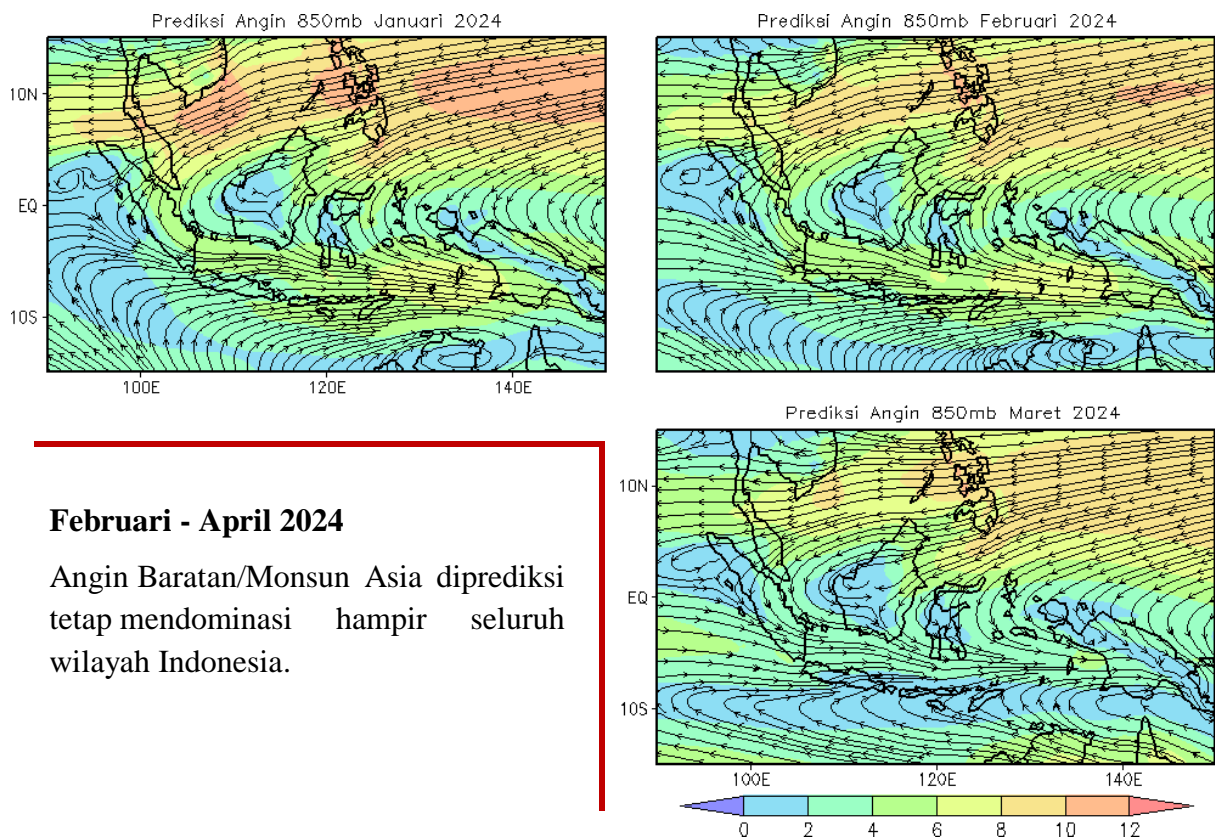 Prediksi Angin 850mb Januari 2024
10N
EQ
10S
100E 120E 140E
Prediksi Angin 850mb Februari 2024
Februari - April 2024
Angin Baratan/Monsun Asia diprediksi
tetap mendominasi hampir seluruh
wilayah Indonesia.
Prediksi Angin 850mb Maret 2024
10N
EQ
10S
100E 120E 140E
0 2 4 6 8 10 12